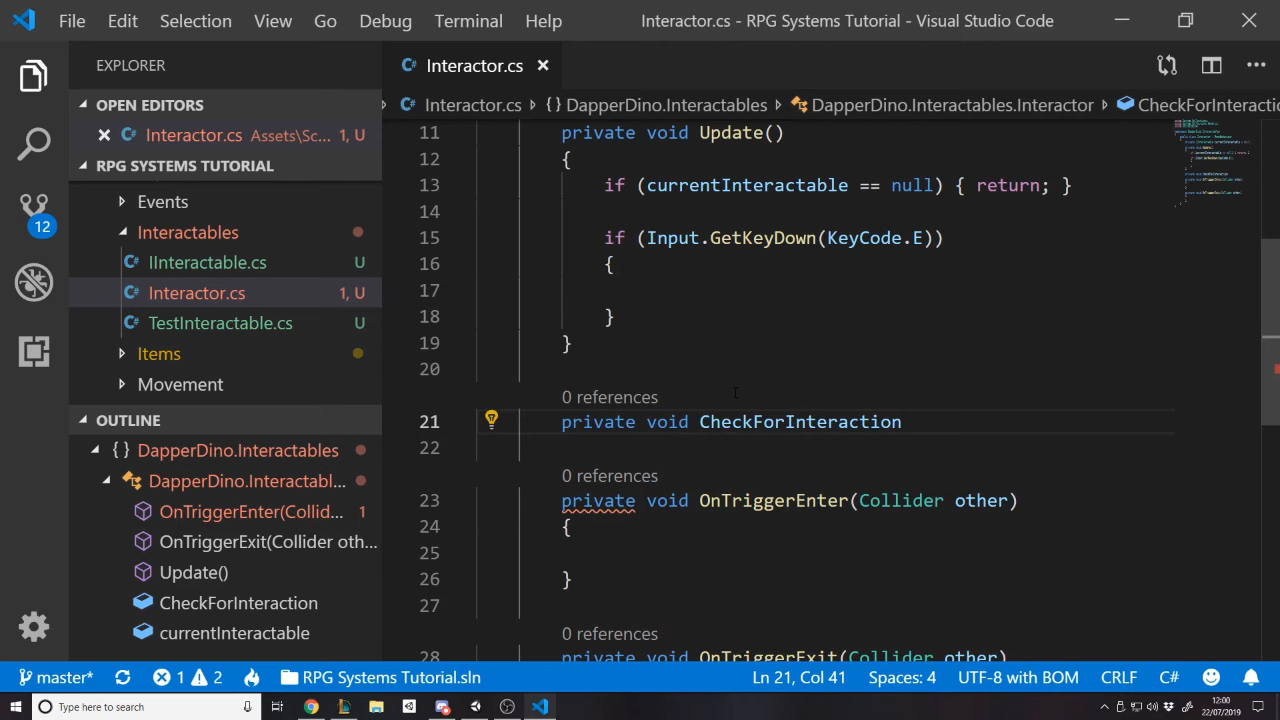 File Edit Selection View Go Debug Terminal Help Interactor.cs - RPG Systems Tutorial - Visual Studio Code
EXPLORER
Interactor.cs
OPEN EDITORS
Interactor.cs Assets\Sc... 1, U
RPG SYSTEMS TUTORIAL
Events
Interactables
IInteractable.cs U
Interactor.cs 1, U
TestInteractable.cs U
Items
Movement
OUTLINE
{ } DapperDino.Interactables
DapperDino.Interactabl...
OnTriggerEnter(Collid... 1
OnTriggerExit(Collider oth...
Update()
CheckForInteraction
currentInteractable
12
Interactor.cs { } DapperDino.Interactables DapperDino.Interactables.Interactor CheckForInteractio
11 private void Update()
12 {
13 if (currentInteractable == null) { return; }
14
15 if (Input.GetKeyDown(KeyCode.E))
16 {
17
18 }
19 }
20
0 references
21 private void CheckForInteraction
22
0 references
23 private void OnTriggerEnter(Collider other)
24 {
25
26 }
27
0 references
28 private void OnTriggerExit(Collider other)
master* 1 2 RPG Systems Tutorial.sln Ln 21, Col 41 Spaces: 4 UTF-8 with BOM CRLF C#
Type here to search 12:00
22/07/2019